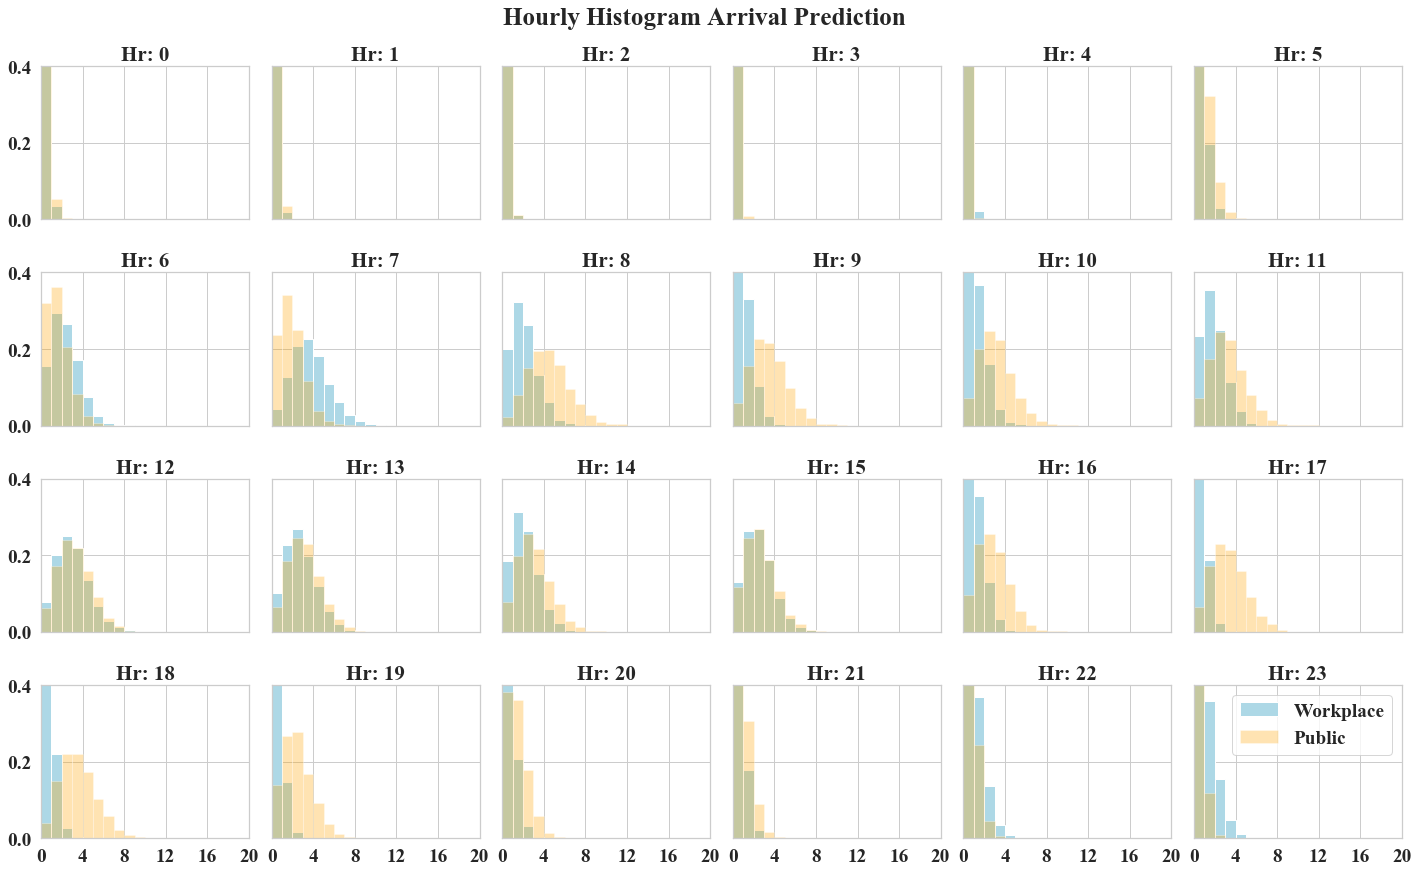 Hourly Histogram Arrival Prediction
Hr: 0 Hr: 1 Hr: 2 Hr: 3 Hr: 4 Hr: 5
0.4
0.2
0.0
Hr: 6 Hr: 7 Hr: 8 Hr: 9 Hr: 10 Hr: 11
0.4
0.2
0.0
Hr: 12 Hr: 13 Hr: 14 Hr: 15 Hr: 16 Hr: 17
0.4
0.2
0.0
Hr: 18 Hr: 19 Hr: 20 Hr: 21 Hr: 22 Hr: 23
0.4
Workplace
Public
0.2
0.0
0 4 8 12 16 20 0 4 8 12 16 20 0 4 8 12 16 20 0 4 8 12 16 20 0 4 8 12 16 20 0 4 8 12 16 20